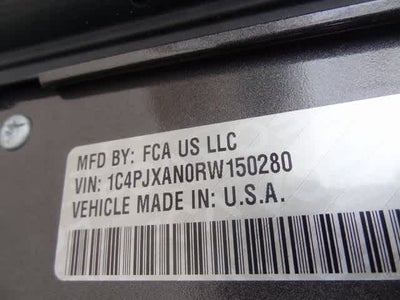 MFD BY: FCA US LLC
VIN: 1C4PJXAN0RW150280
VEHICLE MADE IN: U.S.A.